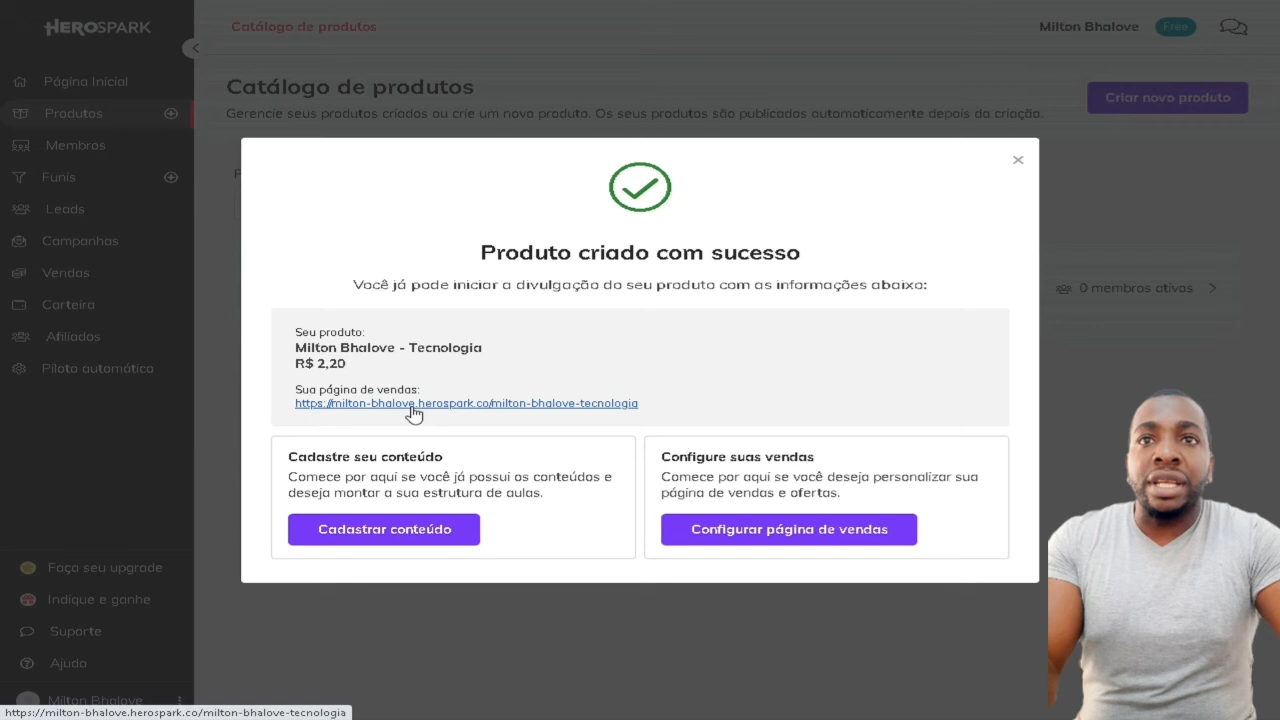 HEROSPARK
Catálogo de produtos
Milton Bhalove
Free
Página Inicial
Produtos
Membros
Funis
Leads
Campanhas
Vendas
Carteira
Afiliados
Piloto automático
Faça seu upgrade
Indique e ganhe
Suporte
Ajuda
Milton Bhalove
Catálogo de produtos
Criar novo produto
Gerencie seus produtos criados ou crie um novo produto. Os seus produtos são publicados automaticamente depois da criação.
0 membros ativos
Produto criado com sucesso
Você já pode iniciar a divulgação do seu produto com as informações abaixo:
Seu produto:
Milton Bhalove - Tecnologia
R$ 2,20
Sua página de vendas:
https://milton-bhalove.herospark.co/milton-bhalove-tecnologia
Cadastre seu conteúdo
Comece por aqui se você já possui os conteúdos e
deseja montar a sua estrutura de aulas.
Cadastrar conteúdo
Configure suas vendas
Comece por aqui se você deseja personalizar sua
página de vendas e ofertas.
Configurar página de vendas
https://milton-bhalove.herospark.co/milton-bhalove-tecnologia